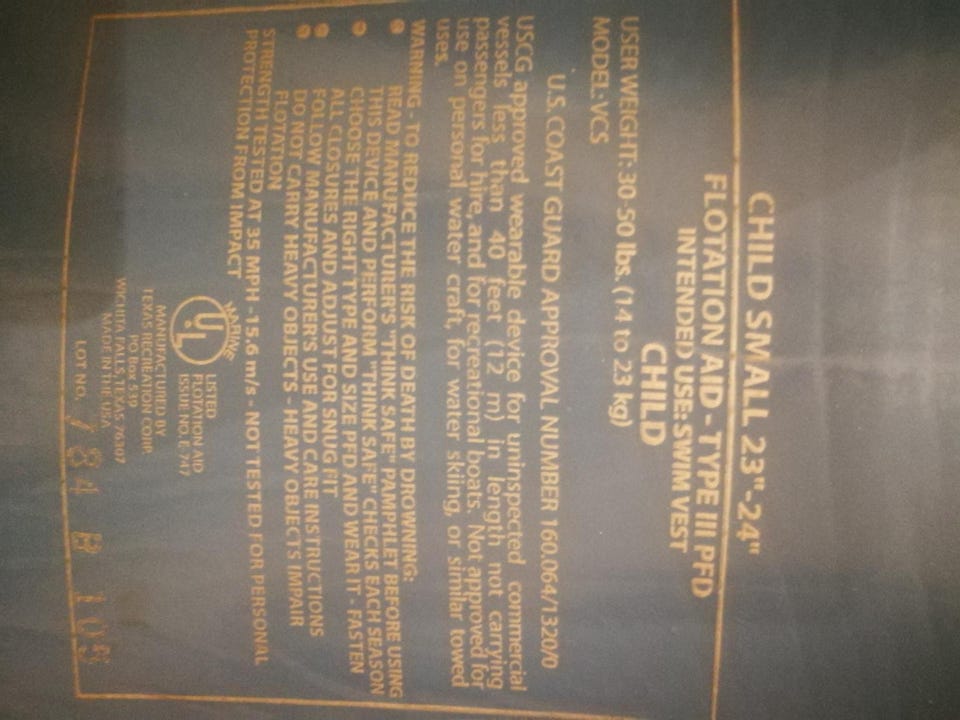 CHILD SMALL 23"-24"
FLOTATION AID - TYPE III PFD
INTENDED USE: SWIM VEST
CHILD
USER WEIGHT: 30-50 lbs. (14 to 23 kg)
MODEL: VCS
U.S. COAST GUARD APPROVAL NUMBER 160.064/1320/0
USCG approved wearable device for uninspected commercial
vessels less than 40 feet (12 m) in length not carrying
passengers for hire, and for recreational boats. Not approved for
use on personal water craft, for water skiing, or similar towed
uses.
WARNING - TO REDUCE THE RISK OF DEATH BY DROWNING:
READ MANUFACTURER'S "THINK SAFE" PAMPHLET BEFORE USING
THIS DEVICE AND PERFORM "THINK SAFE" CHECKS EACH SEASON
CHOOSE THE RIGHT TYPE AND SIZE PFD AND WEAR IT - FASTEN
ALL CLOSURES AND ADJUST FOR SNUG FIT
FOLLOW MANUFACTURER'S USE AND CARE INSTRUCTIONS
DO NOT CARRY HEAVY OBJECTS - HEAVY OBJECTS IMPAIR
FLOTATION
STRENGTH TESTED AT 35 MPH - 15.6 m/s - NOT TESTED FOR PERSONAL
PROTECTION FROM IMPACT
MARINE
UL
LISTED
FLOTATION AID
ISSUE NO. E-747
MANUFACTURED BY
TEXAS RECREATION CORP.
PO Box 539
WICHITA FALLS, TEXAS 76307
MADE IN THE USA
LOT NO. 784 B 105